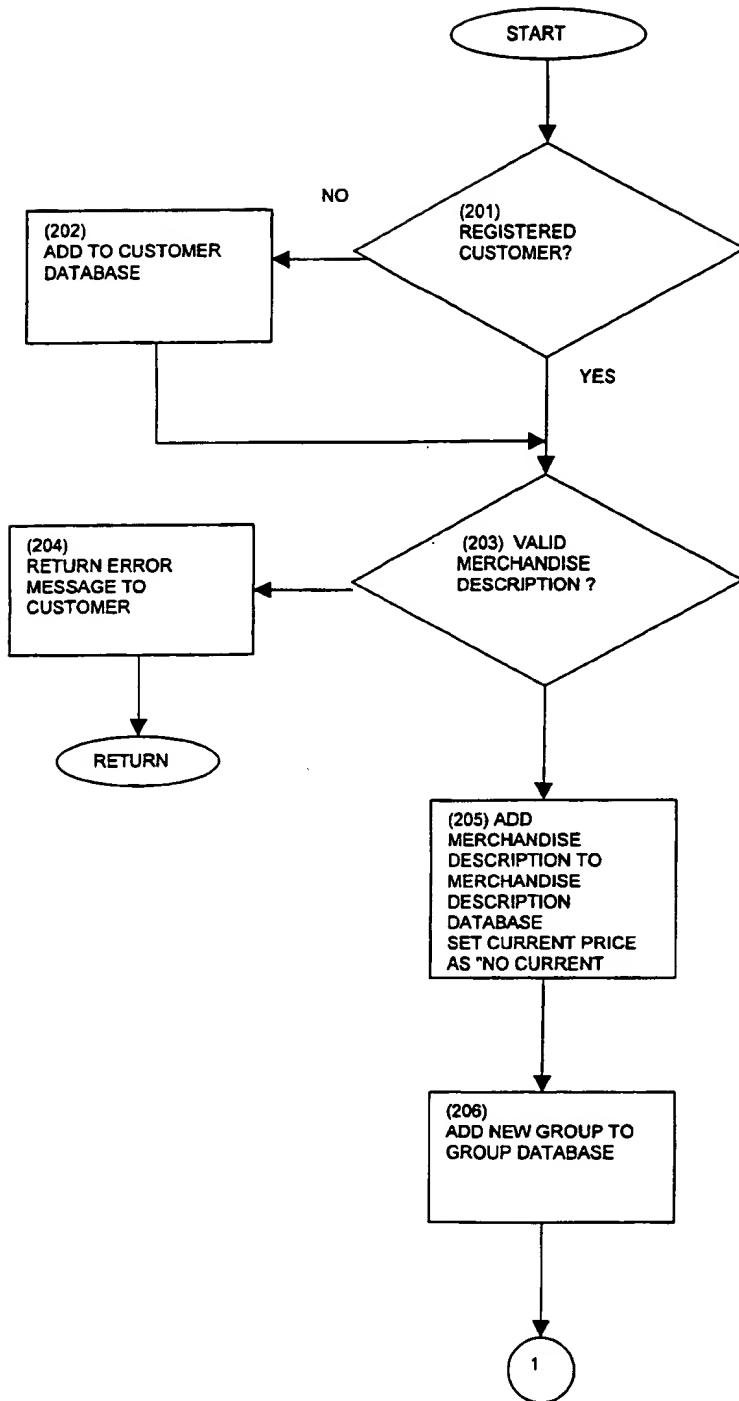 START
NO
(201)
REGISTERED
CUSTOMER?
(202)
ADD TO CUSTOMER
DATABASE
YES
(203) VALID
MERCHANDISE
DESCRIPTION ?
(204)
RETURN ERROR
MESSAGE TO
CUSTOMER
RETURN
(205) ADD
MERCHANDISE
DESCRIPTION TO
MERCHANDISE
DESCRIPTION
DATABASE
SET CURRENT PRICE
AS "NO CURRENT
(206)
ADD NEW GROUP TO
GROUP DATABASE
1